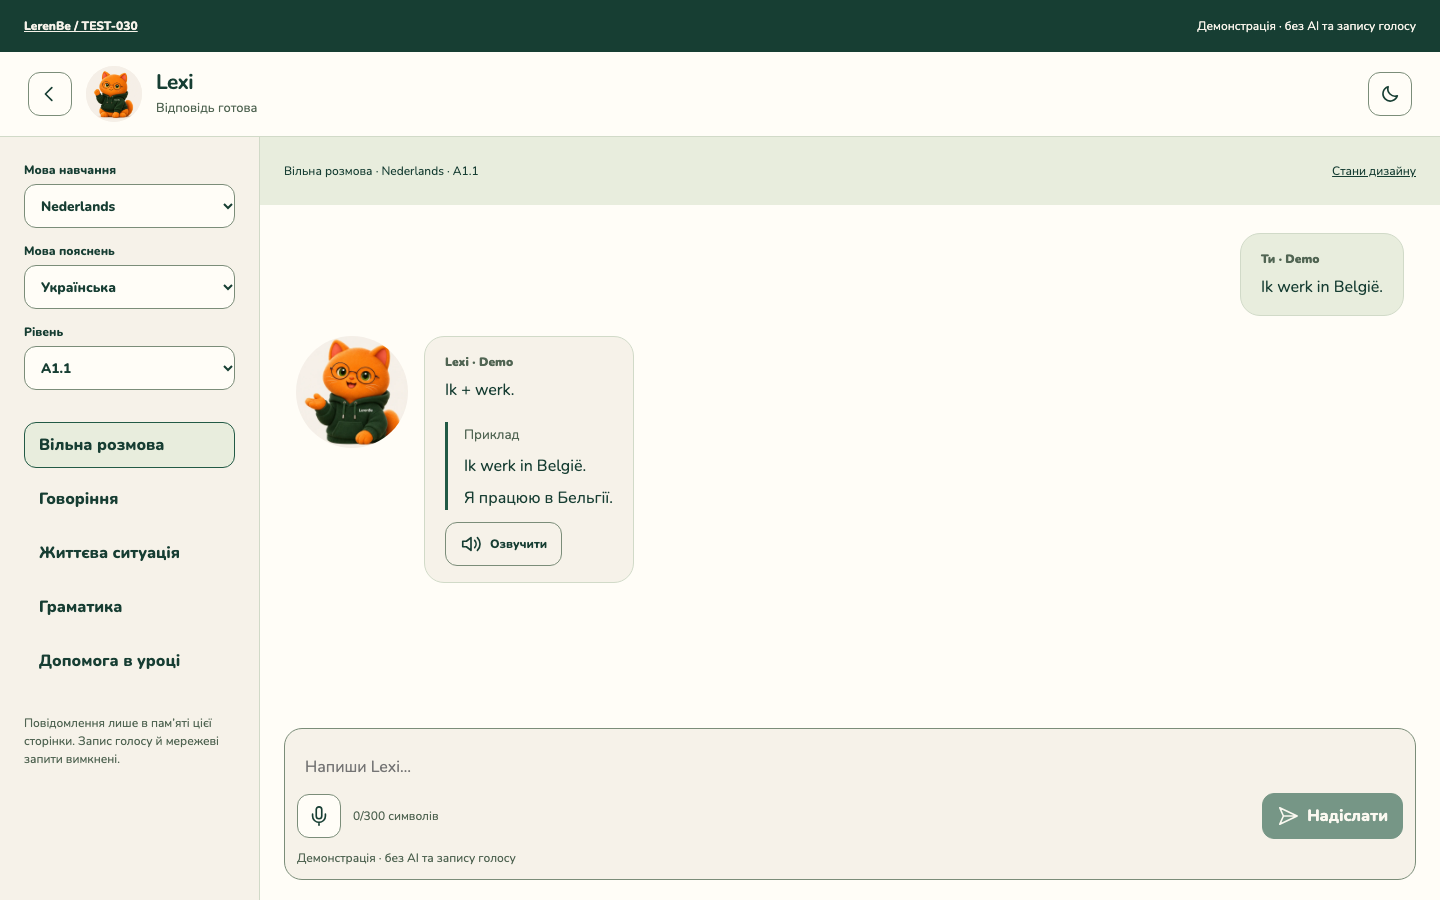 LerenBe / TEST-030
Демонстрація · без AI та запису голосу
Lexi
Відповідь готова
Мова навчання
Nederlands
Мова пояснень
Українська
Рівень
A1.1
Вільна розмова
Говоріння
Життєва ситуація
Граматика
Допомога в уроці
Повідомлення лише в пам’яті цієї
сторінки. Запис голосу й мережеві
запити вимкнені.
Вільна розмова · Nederlands · A1.1
Стани дизайну
Ти · Demo
Ik werk in België.
Lexi · Demo
Ik + werk.
Приклад
Ik werk in België.
Я працюю в Бельгії.
Озвучити
Напиши Lexi...
0/300 символів
Надіслати
Демонстрація · без AI та запису голосу